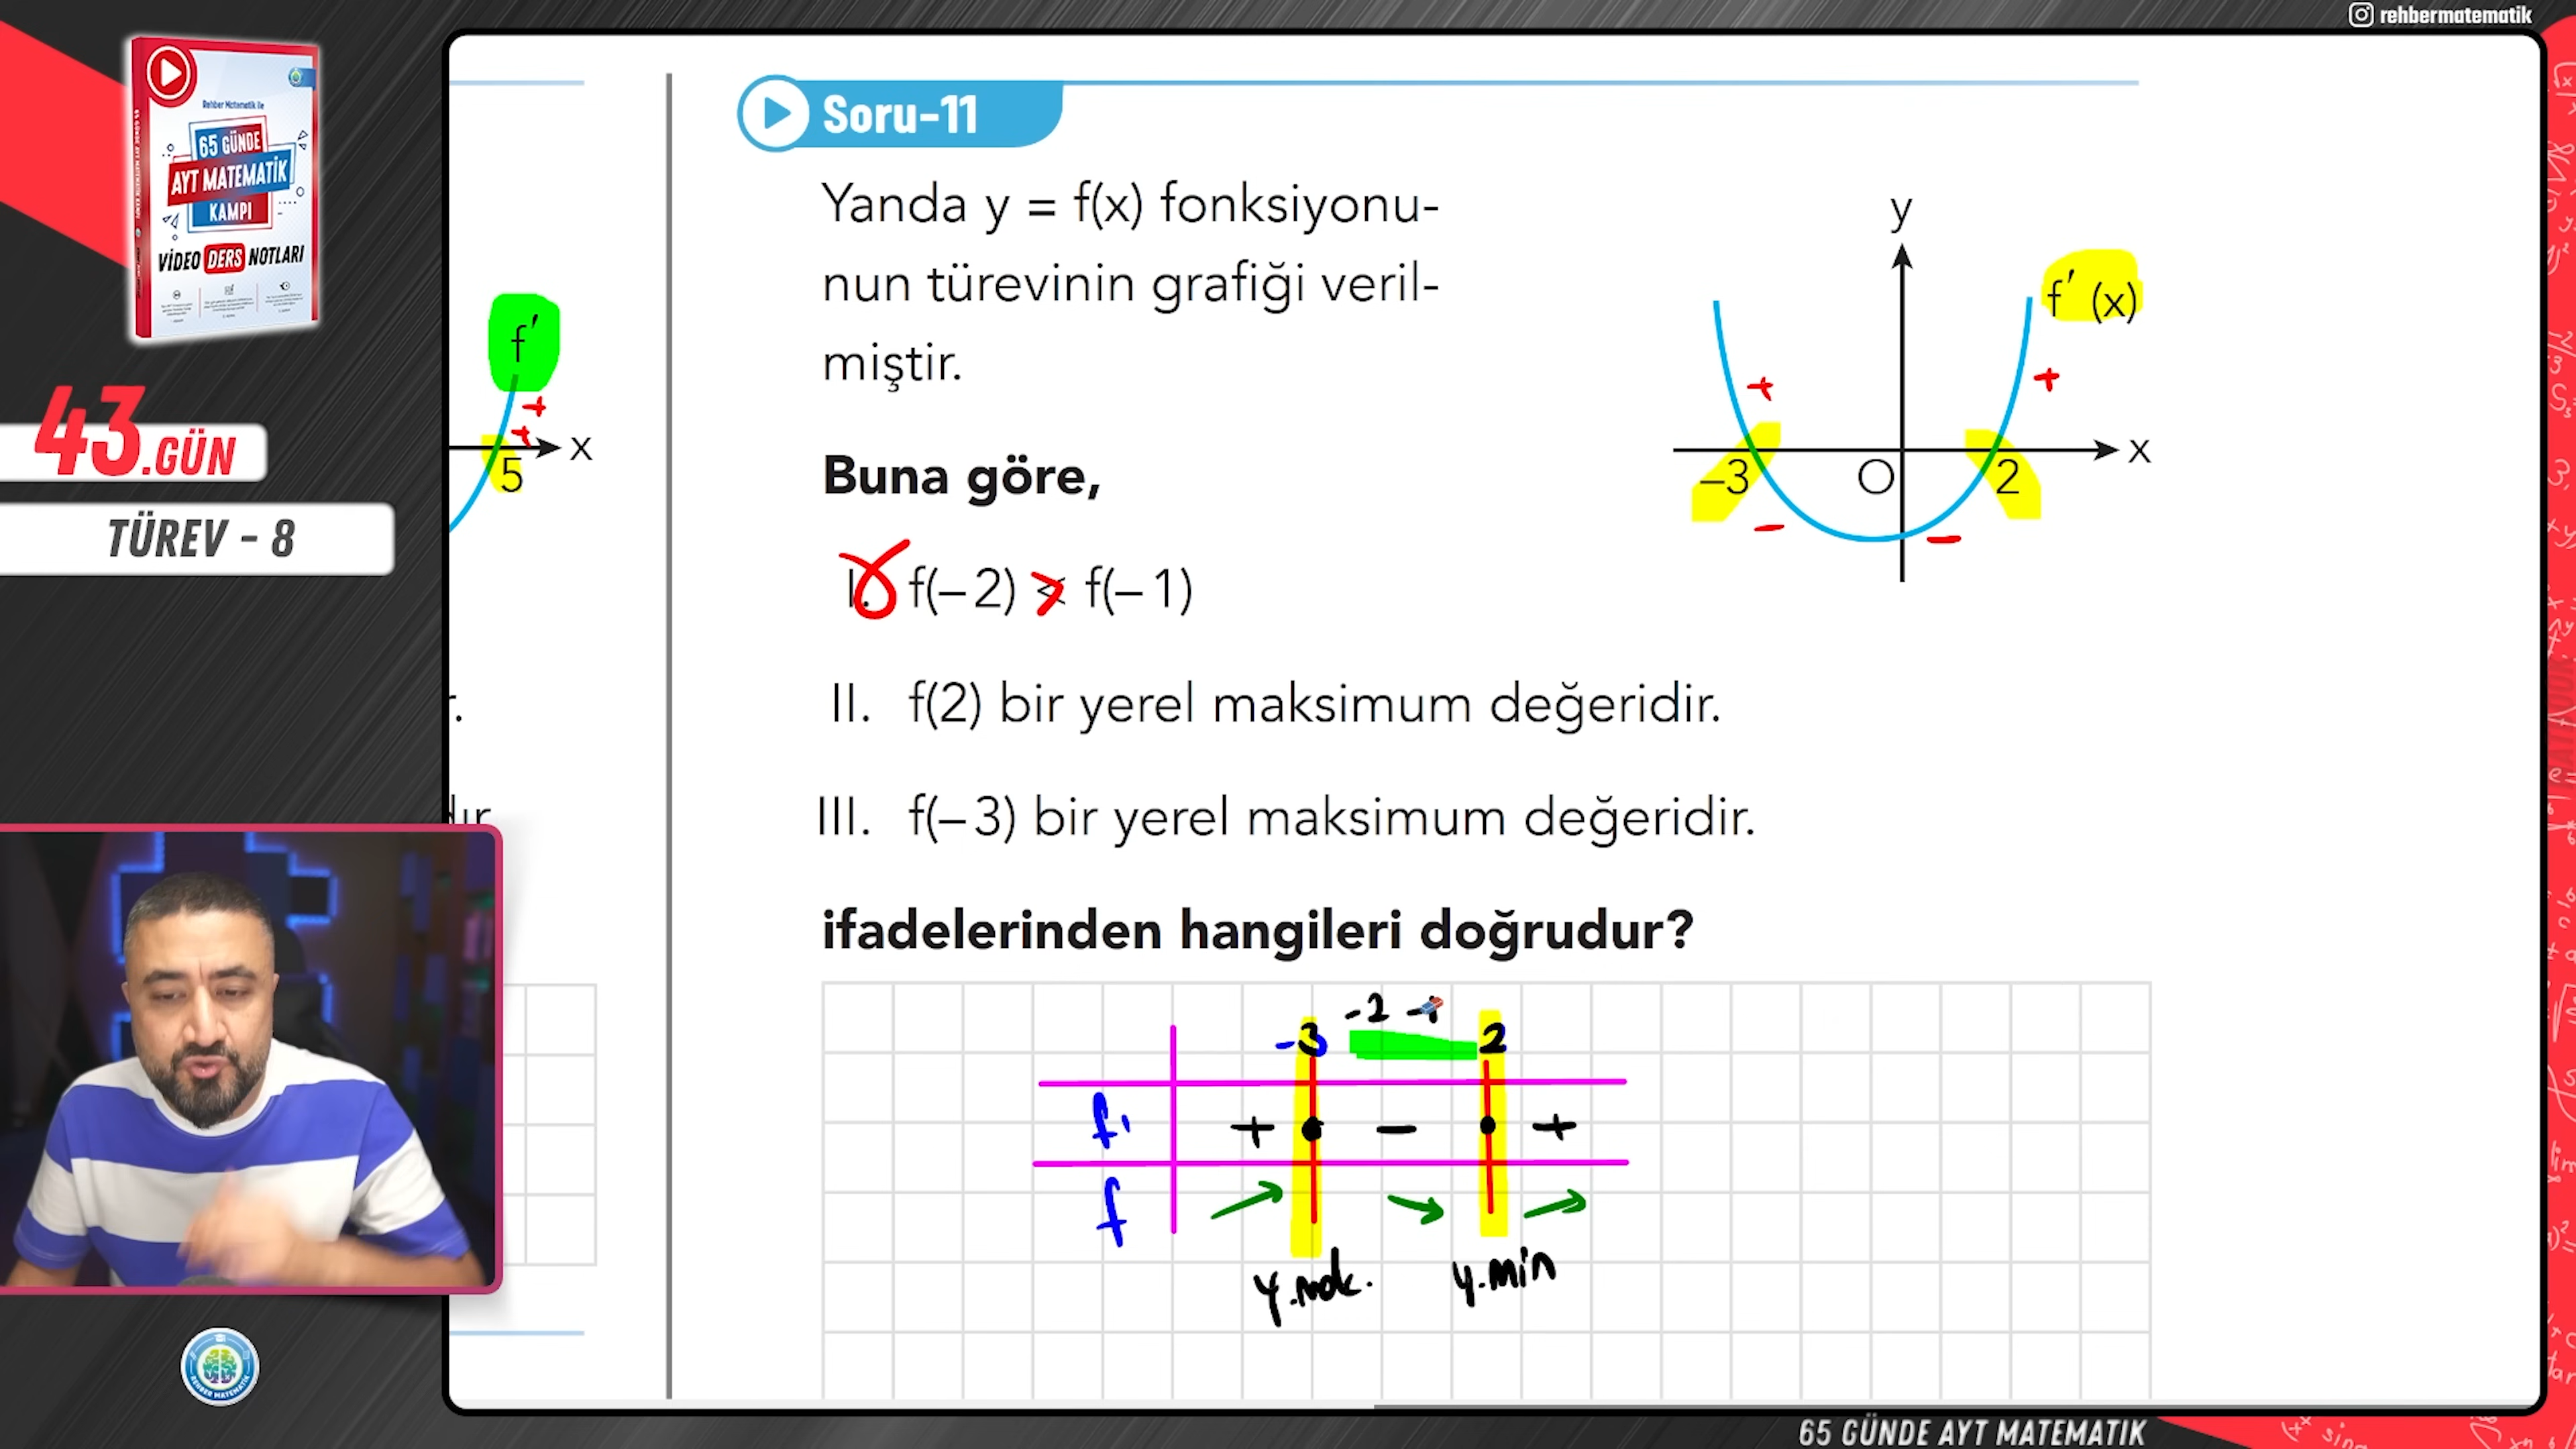 rehbermatematik
Rehber Matematik ile
65 GÜNDE
AYT MATEMATİK
KAMPI
VİDEO DERS NOTLARI
43.GÜN
TÜREV - 8
f'
+
+
x
5
r.
dır
Soru-11
Yanda y = f(x) fonksiyonu-
nun türevinin grafiği veril-
miştir.
y
f' (x)
+
+
-3
O
2
x
-
-
Buna göre,
I. f(-2) < f(-1)
>
II. f(2) bir yerel maksimum değeridir.
III. f(-3) bir yerel maksimum değeridir.
ifadelerinden hangileri doğrudur?
-2
-3 2
f' + - +
f
y.mak. y.min
REHBER MATEMATİK
65 GÜNDE AYT MATEMATİK